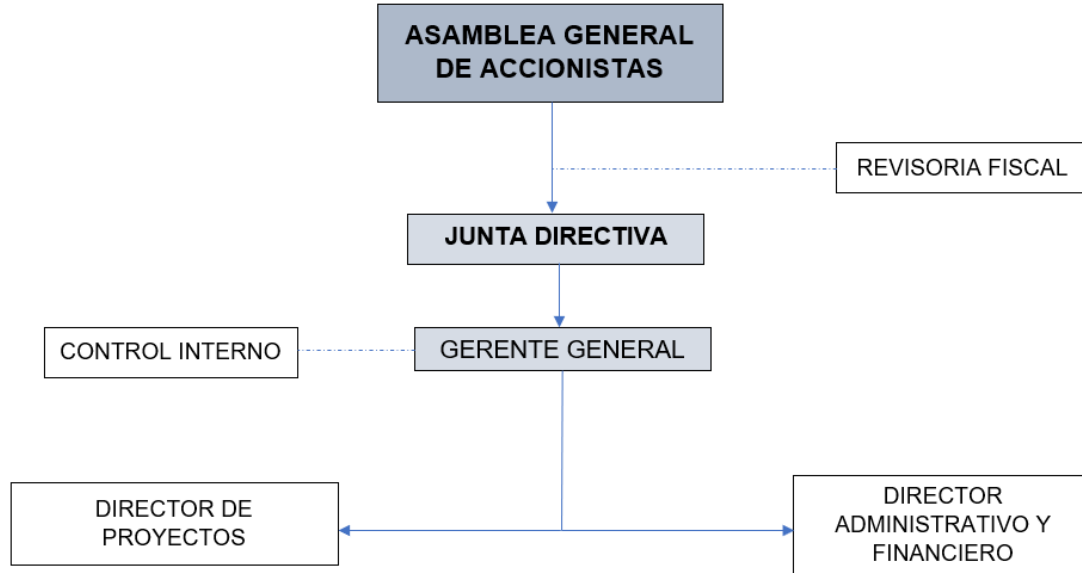 ASAMBLEA GENERAL
DE ACCIONISTAS
REVISORIA FISCAL
JUNTA DIRECTIVA
CONTROL INTERNO
GERENTE GENERAL
DIRECTOR DE
PROYECTOS
DIRECTOR
ADMINISTRATIVO Y
FINANCIERO